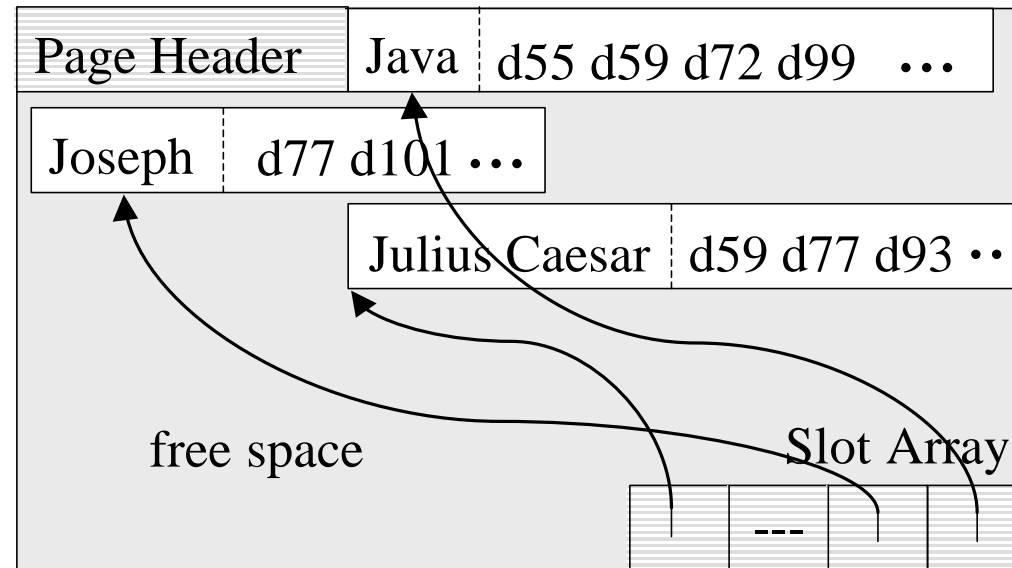 Page Header Java d55 d59 d72 d99 ...
Joseph d77 d101 ...
Julius Caesar d59 d77 d93 ..
free space Slot Array
---